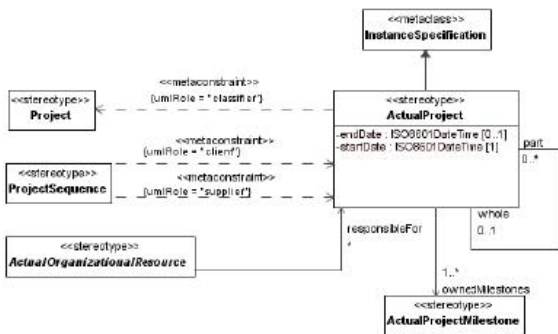 <<metaclass>>
InstanceSpecification
<<stereotype>>
Project
<<metaconstraint>>
{umlRole = "classifier"}
<<stereotype>>
ActualProject
-endDate : ISO8601DateTime [0..1]
-startDate : ISO8601DateTime [1]
<<metaconstraint>>
{umlRole = "client"}
<<stereotype>>
ProjectSequence
<<metaconstraint>>
{umlRole = "supplier"}
part
0..*
whole
0..1
<<stereotype>>
ActualOrganizationalResource
responsibleFor
*
1..*
ownedMilestones
<<stereotype>>
ActualProjectMilestone